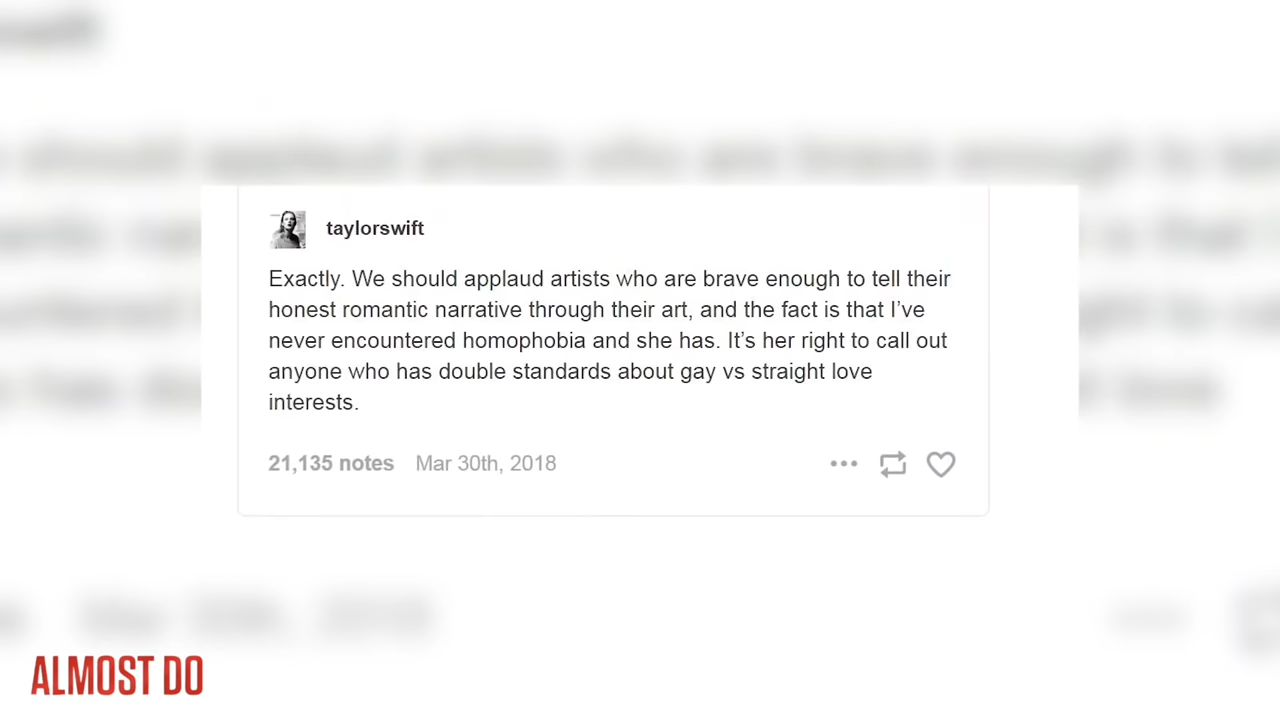 taylorswift
Exactly. We should applaud artists who are brave enough to tell their
honest romantic narrative through their art, and the fact is that I’ve
never encountered homophobia and she has. It’s her right to call out
anyone who has double standards about gay vs straight love
interests.
21,135 notes Mar 30th, 2018
ALMOST DO